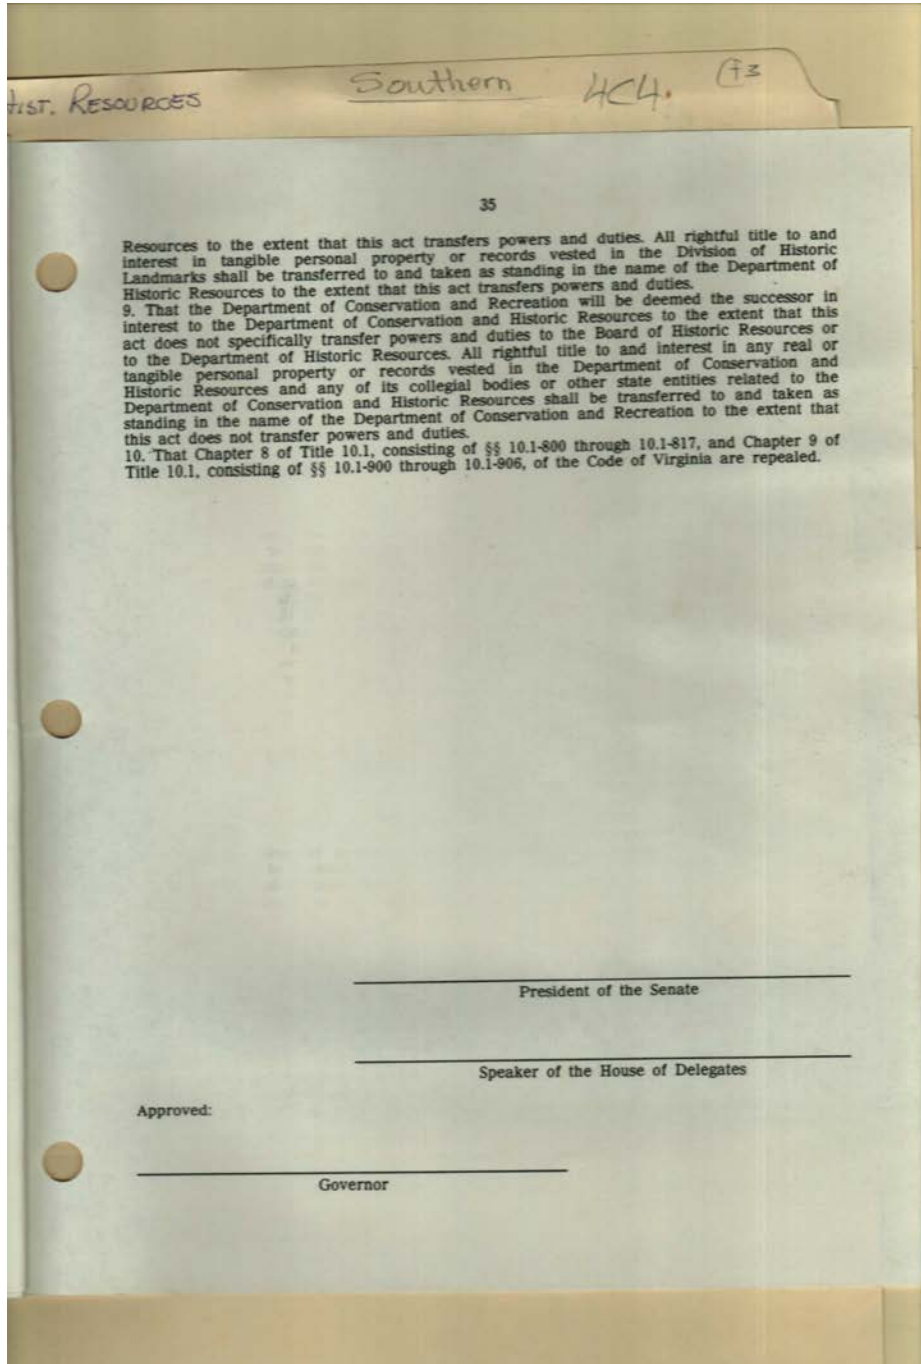 HIST. RESOURCES
Southern
4C4.
35
Resources to the extent that this act transfers powers and duties. All rightful title to and
interest in tangible personal property or records vested in the Division of Historic
Landmarks shall be transferred to and taken as standing in the name of the Department of
Historic Resources to the extent that this act transfers powers and duties.
9. That the Department of Conservation and Recreation will be deemed the successor in
interest to the Department of Conservation and Historic Resources to the extent that this
act does not specifically transfer powers and duties to the Board of Historic Resources or
to the Department of Historic Resources. All rightful title to and interest in any real or
tangible personal property or records vested in the Department of Conservation and
Historic Resources and any of its collegial bodies or other state entities related to the
Department of Conservation and Historic Resources shall be transferred to and taken as
standing in the name of the Department of Conservation and Recreation to the extent that
this act does not transfer powers and duties.
10. That Chapter 8 of Title 10.1, consisting of §§ 10.1-800 through 10.1-817, and Chapter 9 of
Title 10.1, consisting of §§ 10.1-900 through 10.1-906, of the Code of Virginia are repealed.
President of the Senate
Speaker of the House of Delegates
Approved:
Governor